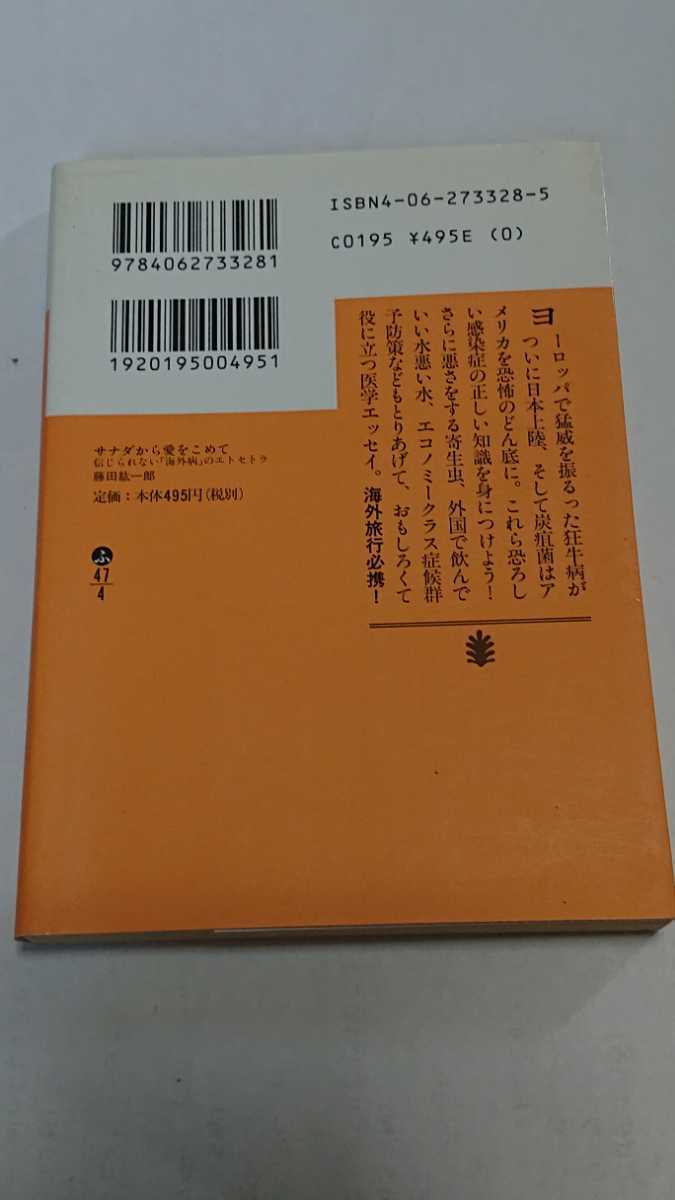 ISBN4-06-273328-5
C0195 ¥495E (0)
9784062733281
1920195004951
ヨーロッパで猛威を振るった狂牛病が
ついに日本上陸、そして炭疽菌はア
メリカを恐怖のどん底に。これら恐ろし
い感染症の正しい知識を身につけよう！
さらに悪さをする寄生虫、外国で飲んで
いい水悪い水、エコノミークラス症候群
予防策などもとりあげて、おもしろくて
役に立つ医学エッセイ。海外旅行必携！
サナダから愛をこめて
信じられない「海外病」のエトセトラ
藤田紘一郎
定価：本体495円（税別）
ふ
47
4